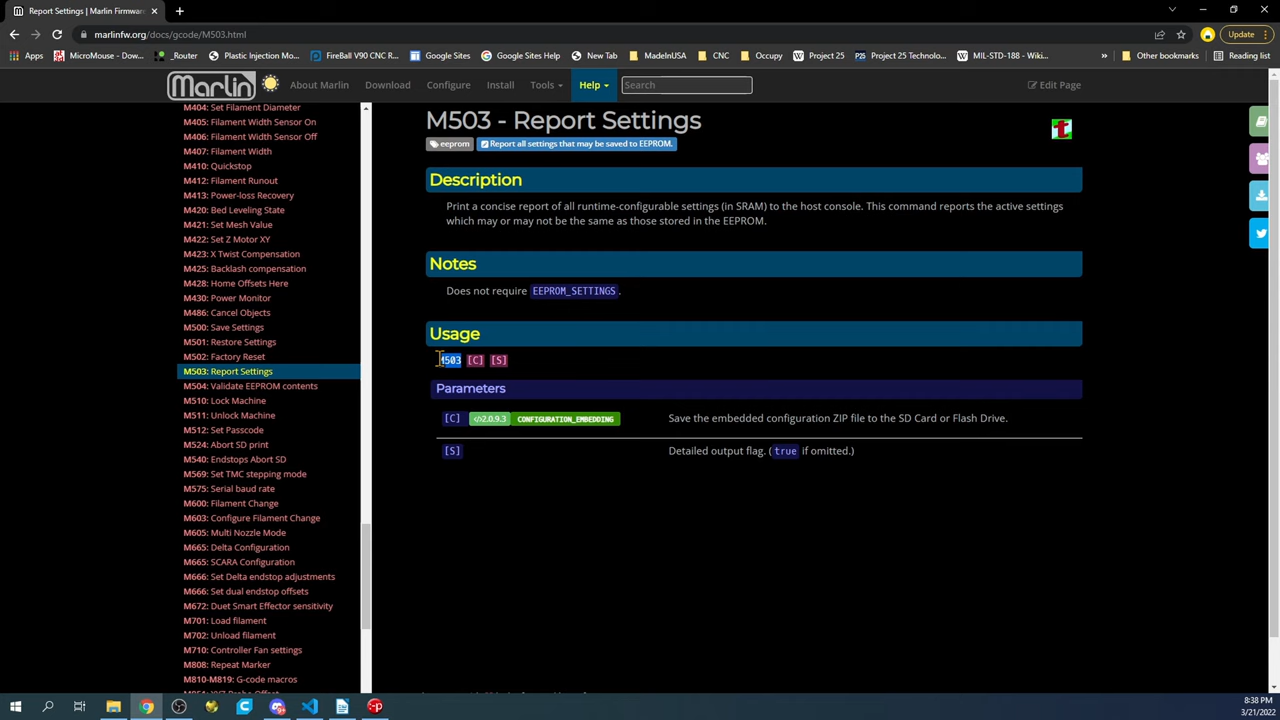 Report Settings | Marlin Firmware
marlinfw.org/docs/gcode/M503.html
Update
Apps
MicroMouse - Dow...
_Router
Plastic Injection Mo...
FireBall V90 CNC R...
Google Sites
Google Sites Help
New Tab
MadeInUSA
CNC
Occupy
Project 25
Project 25 Technolo...
MIL-STD-188 - Wiki...
»
Other bookmarks
Reading list
Marlin
About Marlin
Download
Configure
Install
Tools
Help
Search
Edit Page
M404: Set Filament Diameter
M405: Filament Width Sensor On
M406: Filament Width Sensor Off
M407: Filament Width
M410: Quickstop
M412: Filament Runout
M413: Power-loss Recovery
M420: Bed Leveling State
M421: Set Mesh Value
M422: Set Z Motor XY
M423: X Twist Compensation
M425: Backlash compensation
M428: Home Offsets Here
M430: Power Monitor
M486: Cancel Objects
M500: Save Settings
M501: Restore Settings
M502: Factory Reset
M503: Report Settings
M504: Validate EEPROM contents
M510: Lock Machine
M511: Unlock Machine
M512: Set Passcode
M524: Abort SD print
M540: Endstops Abort SD
M569: Set TMC stepping mode
M575: Serial baud rate
M600: Filament Change
M603: Configure Filament Change
M605: Multi Nozzle Mode
M665: Delta Configuration
M665: SCARA Configuration
M666: Set Delta endstop adjustments
M666: Set dual endstop offsets
M672: Duet Smart Effector sensitivity
M701: Load filament
M702: Unload filament
M710: Controller Fan settings
M808: Repeat Marker
M810-M819: G-code macros
M503 - Report Settings
eeprom
Report all settings that may be saved to EEPROM.
Description
Print a concise report of all runtime-configurable settings (in SRAM) to the host console. This command reports the active settings
which may or may not be the same as those stored in the EEPROM.
Notes
Does not require EEPROM_SETTINGS.
Usage
M503 [C] [S]
Parameters
[C] 2.0.9.3 CONFIGURATION_EMBEDDING Save the embedded configuration ZIP file to the SD Card or Flash Drive.
[S] Detailed output flag. (true if omitted.)
8:38 PM
3/21/2022